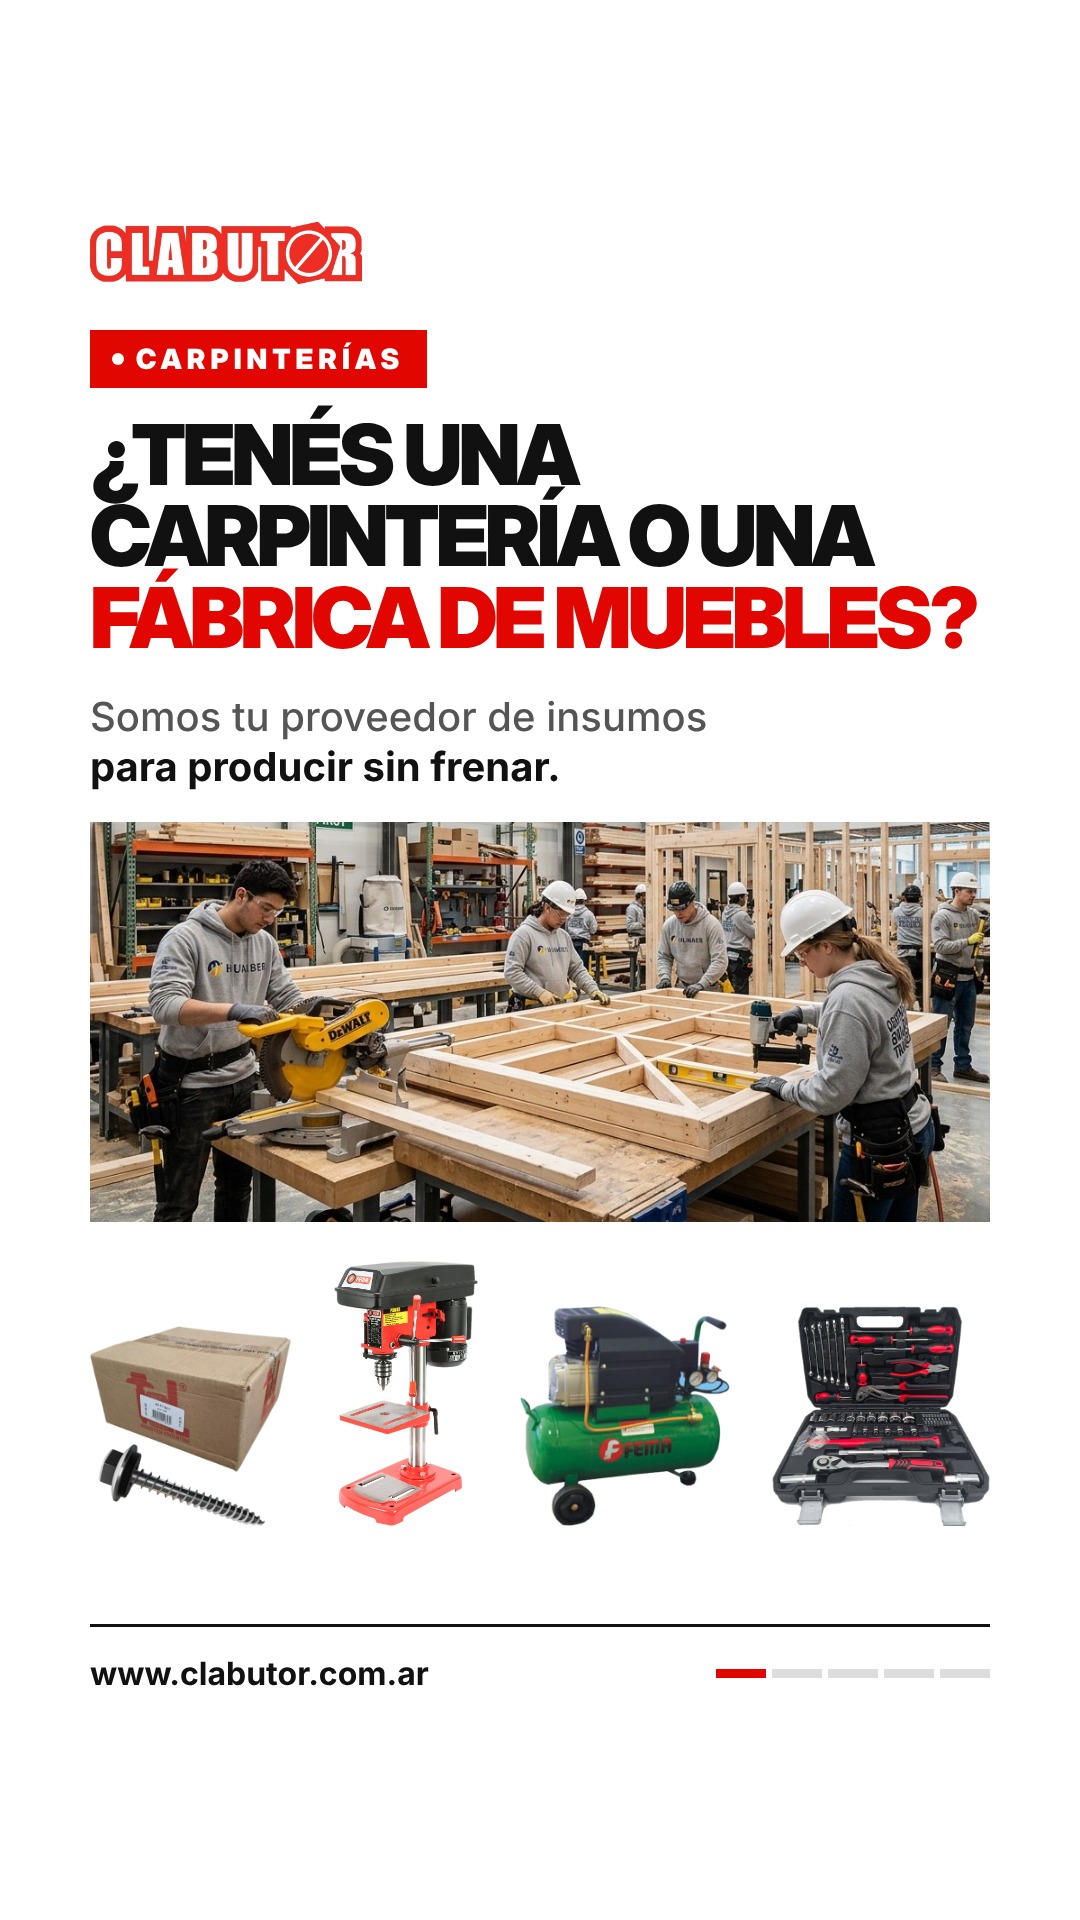 CLABUTOR
• CARPINTERÍAS
¿TENÉS UNA
CARPINTERÍA O UNA
FÁBRICA DE MUEBLES?
Somos tu proveedor de insumos
para producir sin frenar.
DEWALT
FEMA
www.clabutor.com.ar